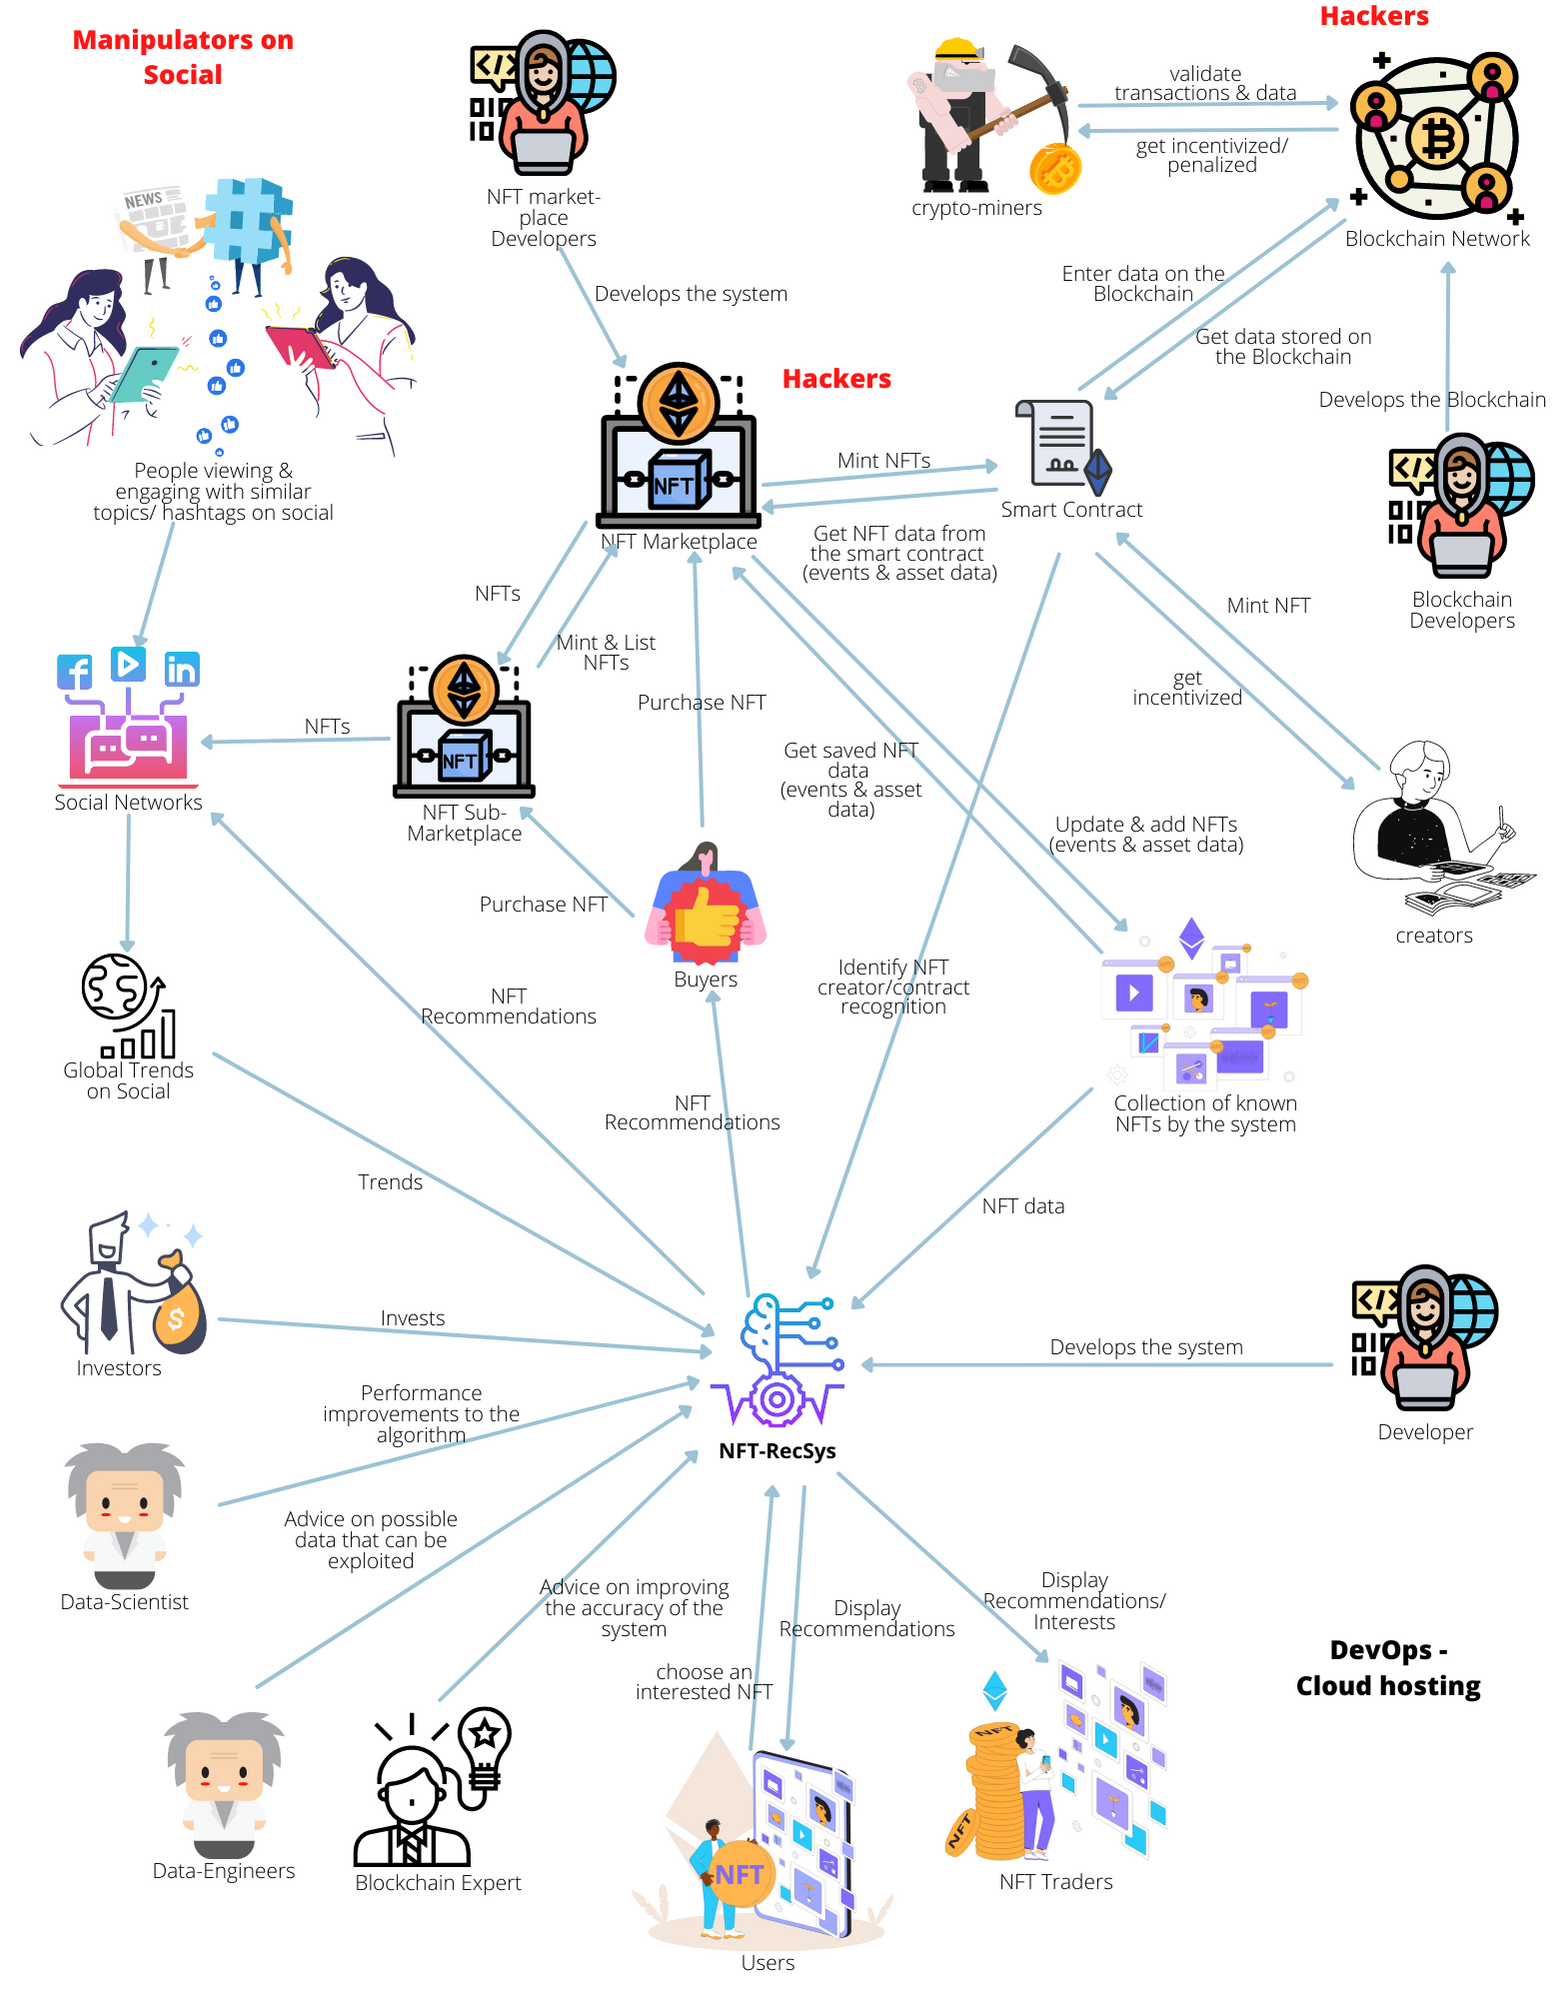 Manipulators on
Social
Hackers
NEWS
NFT market-
place
Developers
crypto-miners
validate
transactions & data
get incentivized/
penalized
Blockchain Network
Develops the system
Enter data on the
Blockchain
Get data stored on
the Blockchain
Hackers
Develops the Blockchain
People viewing &
engaging with similar
topics/ hashtags on social
NFT
NFT Marketplace
Mint NFTs
Smart Contract
Get NFT data from
the smart contract
(events & asset data)
Blockchain
Developers
NFTs
Mint & List
NFTs
Mint NFT
get
incentivized
Purchase NFT
NFTs
f
in
Social Networks
NFT
NFT Sub-
Marketplace
Get saved NFT
data
(events & asset
data)
Update & add NFTs
(events & asset data)
Purchase NFT
Buyers
creators
Identify NFT
creator/contract
recognition
NFT
Recommendations
Global Trends
on Social
NFT
Recommendations
Collection of known
NFTs by the system
Trends
NFT data
Invests
Investors
Develops the system
Developer
Performance
improvements to the
algorithm
NFT-RecSys
Data-Scientist
Advice on possible
data that can be
exploited
Advice on improving
the accuracy of the
system
Display
Recommendations
Display
Recommendations/
Interests
choose an
interested NFT
DevOps -
Cloud hosting
NFT
NFT
NFT
Data-Engineers
Blockchain Expert
NFT Traders
Users